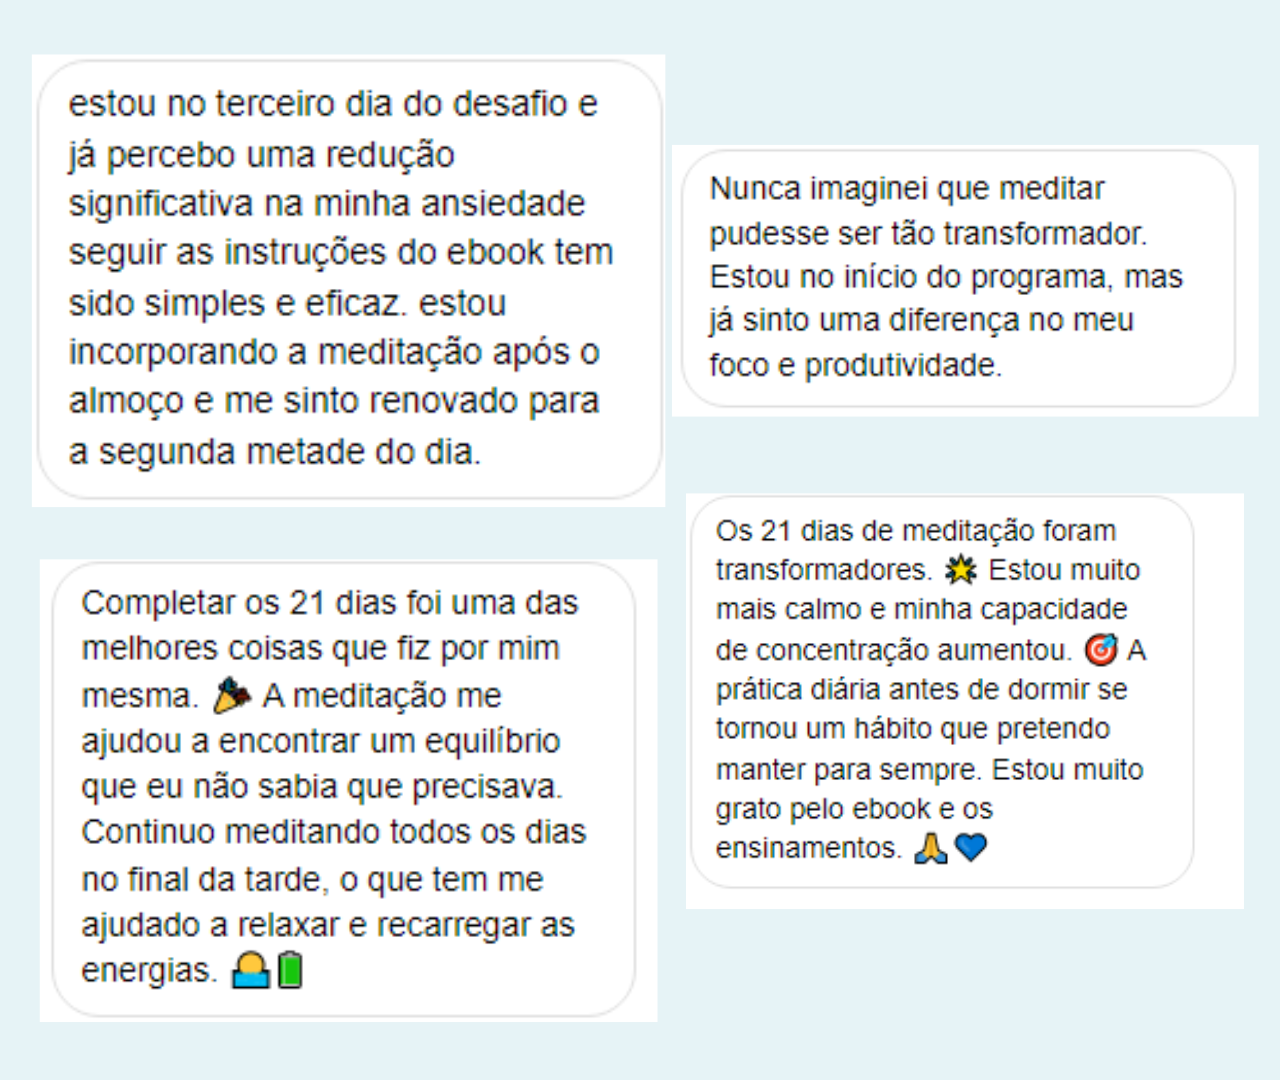 estou no terceiro dia do desafio e
já percebo uma redução
significativa na minha ansiedade
seguir as instruções do ebook tem
sido simples e eficaz. estou
incorporando a meditação após o
almoço e me sinto renovado para
a segunda metade do dia.
Nunca imaginei que meditar
pudesse ser tão transformador.
Estou no início do programa, mas
já sinto uma diferença no meu
foco e produtividade.
Completar os 21 dias foi uma das
melhores coisas que fiz por mim
mesma. 🎉 A meditação me
ajudou a encontrar um equilíbrio
que eu não sabia que precisava.
Continuo meditando todos os dias
no final da tarde, o que tem me
ajudado a relaxar e recarregar as
energias. 🌅🔋
Os 21 dias de meditação foram
transformadores. 🌟 Estou muito
mais calmo e minha capacidade
de concentração aumentou. 🎯 A
prática diária antes de dormir se
tornou um hábito que pretendo
manter para sempre. Estou muito
grato pelo ebook e os
ensinamentos. 🙏💙